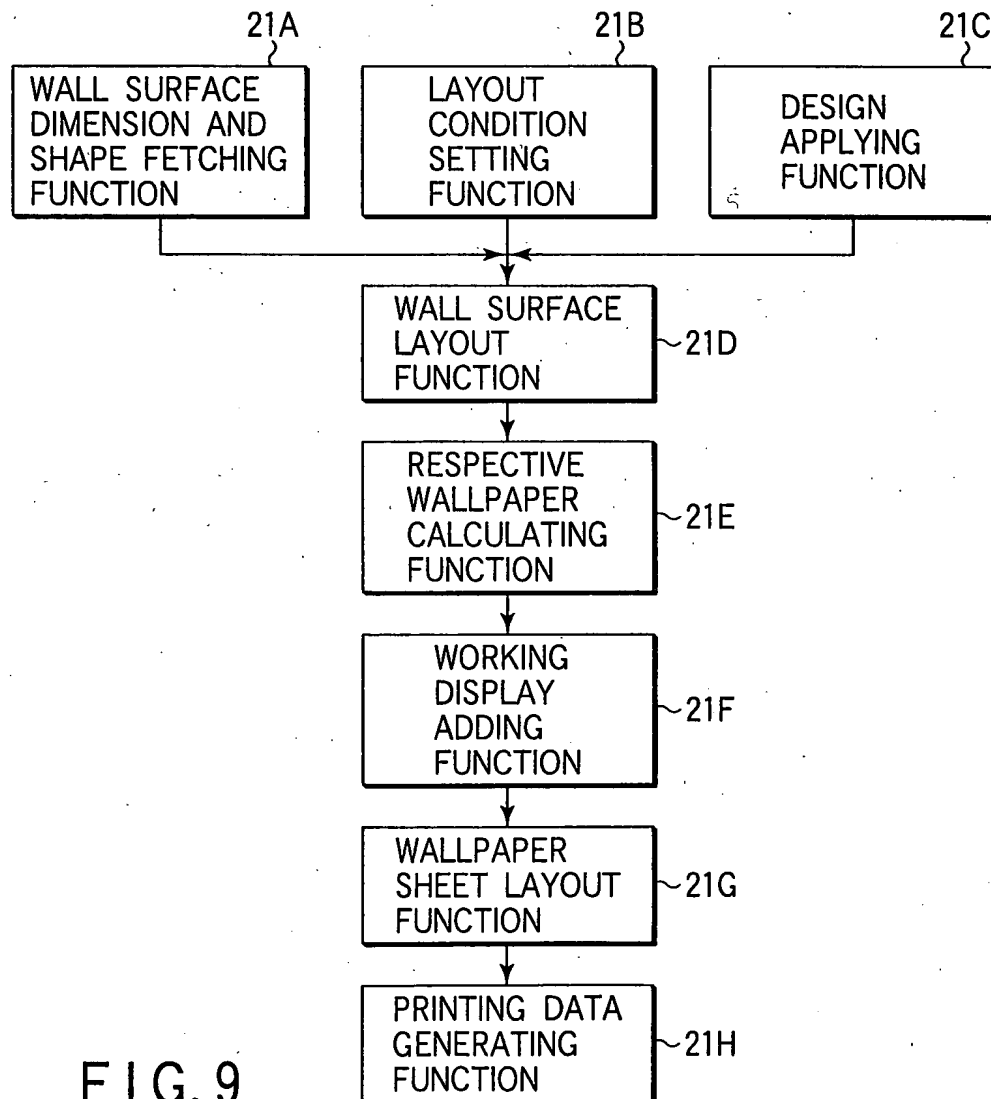 21A
21B
21C
WALL SURFACE
DIMENSION AND
SHAPE FETCHING
FUNCTION
LAYOUT
CONDITION
SETTING
FUNCTION
DESIGN
APPLYING
FUNCTION
WALL SURFACE
LAYOUT
FUNCTION
21D
RESPECTIVE
WALLPAPER
CALCULATING
FUNCTION
21E
WORKING
DISPLAY
ADDING
FUNCTION
21F
WALLPAPER
SHEET LAYOUT
FUNCTION
21G
PRINTING DATA
GENERATING
FUNCTION
21H
FIG. 9